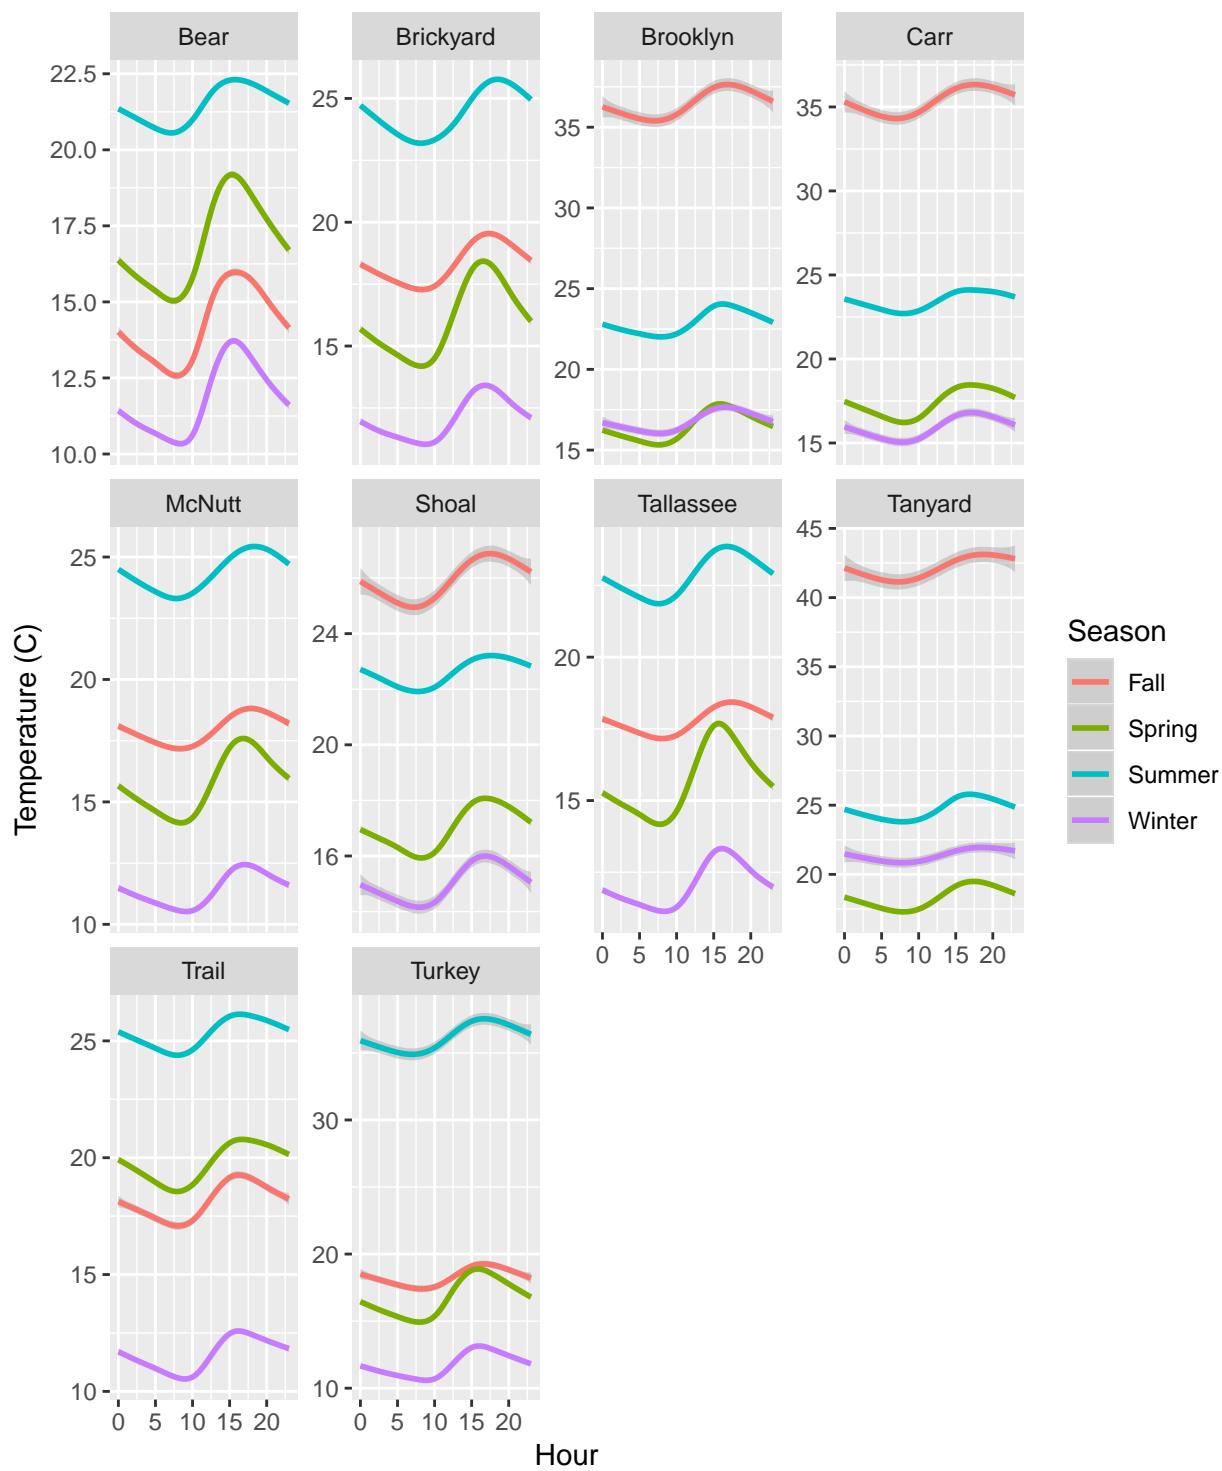 Bear Brickyard Brooklyn Carr
22.5
20.0
17.5
15.0
12.5
10.0
25
20
15
35
30
25
20
15
35
30
25
20
15
McNutt Shoal Tallassee Tanyard
25
20
15
10
24
20
16
20
15
45
40
35
30
25
20
0 5 10 15 20
0 5 10 15 20
Trail Turkey
25
20
15
10
30
20
10
0 5 10 15 20
0 5 10 15 20
Hour
Temperature (C)
Season
Fall
Spring
Summer
Winter